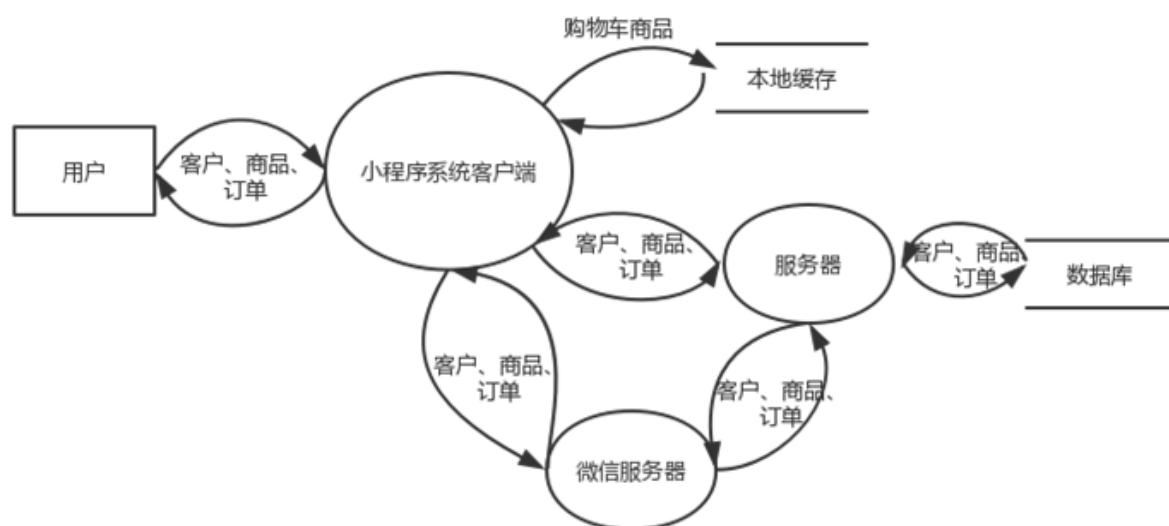 购物车商品
本地缓存
用户
客户、商品、
订单
小程序系统客户端
客户、商品、
订单
服务器
客户、商品
订单
数据库
客户、商品、
订单
客户、商品、
订单
微信服务器